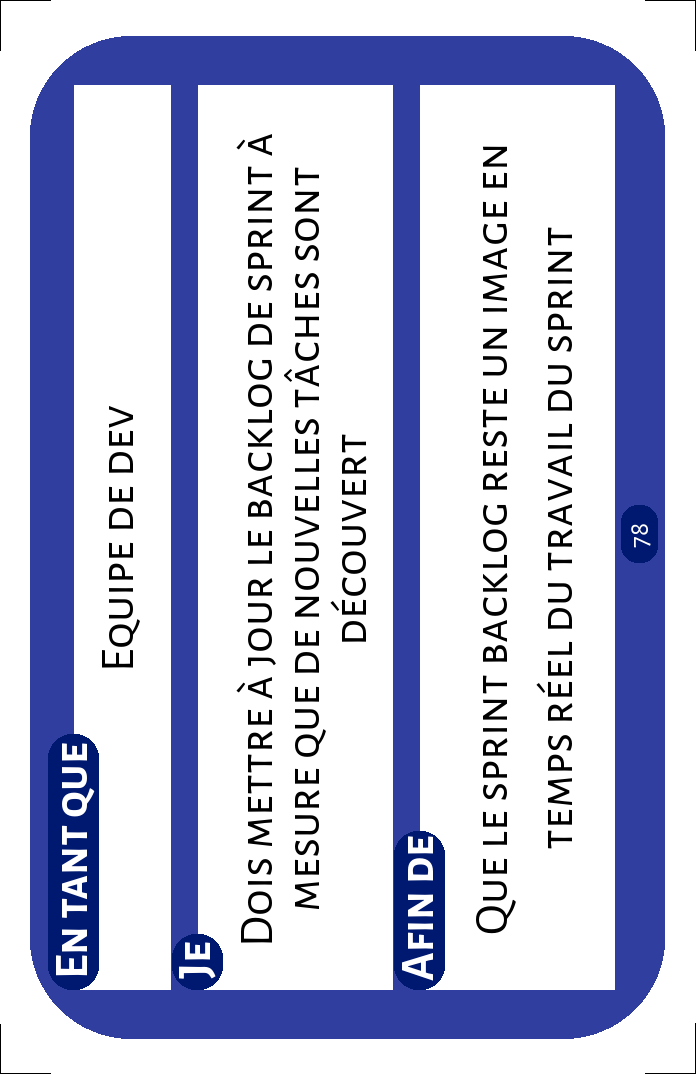 En tant que
Equipe de dev
Je
Dois mettre à jour le backlog de sprint à
mesure que de nouvelles tâches sont
découvert
Afin de
Que le sprint backlog reste un image en
temps réel du travail du sprint
78